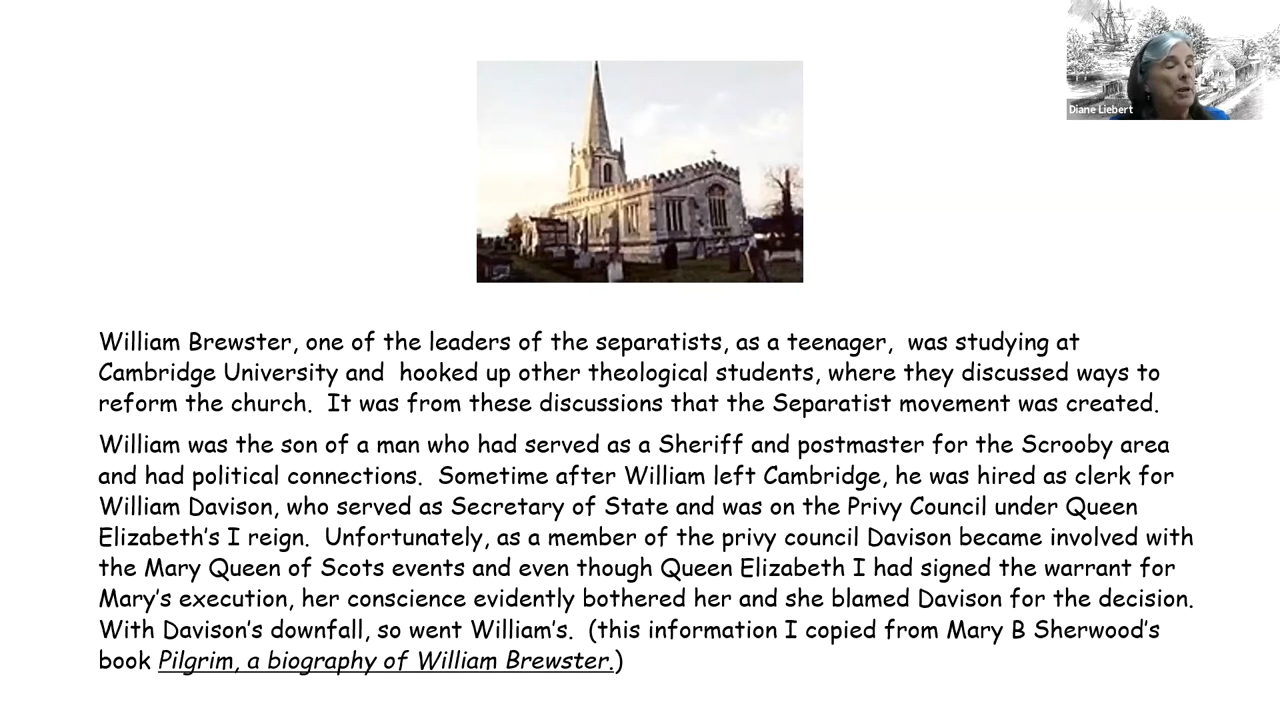 Diane Liebert
William Brewster, one of the leaders of the separatists, as a teenager,  was studying at
Cambridge University and  hooked up other theological students, where they discussed ways to
reform the church.  It was from these discussions that the Separatist movement was created.
William was the son of a man who had served as a Sheriff and postmaster for the Scrooby area
and had political connections.  Sometime after William left Cambridge, he was hired as clerk for
William Davison, who served as Secretary of State and was on the Privy Council under Queen
Elizabeth's I reign.  Unfortunately, as a member of the privy council Davison became involved with
the Mary Queen of Scots events and even though Queen Elizabeth I had signed the warrant for
Mary's execution, her conscience evidently bothered her and she blamed Davison for the decision.
With Davison's downfall, so went William's.  (this information I copied from Mary B Sherwood's
book Pilgrim, a biography of William Brewster.)